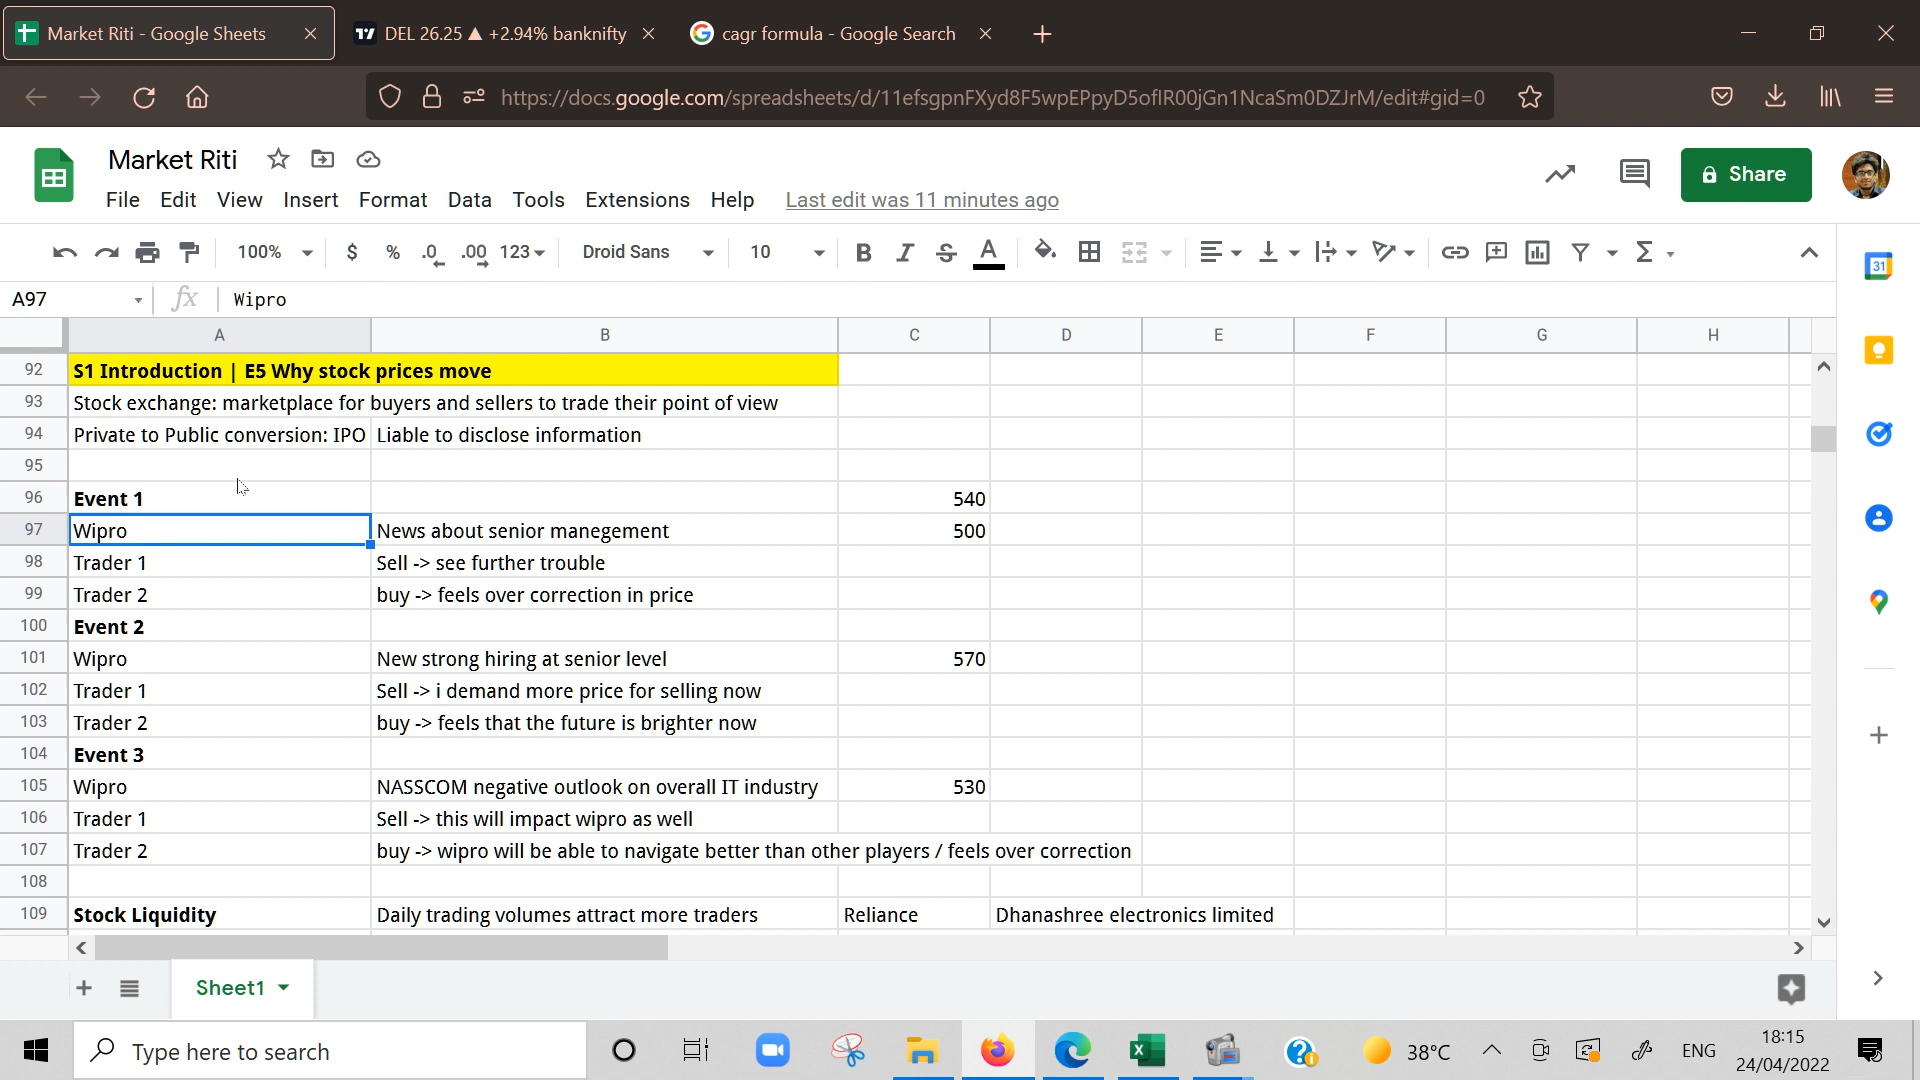 Market Riti - Google Sheets
DEL 26.25 ▲ +2.94% banknifty
cagr formula - Google Search
https://docs.google.com/spreadsheets/d/11efsgpnFXyd8F5wpEPpyD5oflR00jGn1NcaSm0DZJrM/edit#gid=0
Market Riti
File Edit View Insert Format Data Tools Extensions Help Last edit was 11 minutes ago
Share
100% $ % .0 .00 123 Droid Sans 10 B I S A
31
A97 fx Wipro
A B C D E F G H
92 S1 Introduction | E5 Why stock prices move
93 Stock exchange: marketplace for buyers and sellers to trade their point of view
94 Private to Public conversion: IPO Liable to disclose information
95
96 Event 1 540
97 Wipro News about senior manegement 500
98 Trader 1 Sell -> see further trouble
99 Trader 2 buy -> feels over correction in price
100 Event 2
101 Wipro New strong hiring at senior level 570
102 Trader 1 Sell -> i demand more price for selling now
103 Trader 2 buy -> feels that the future is brighter now
104 Event 3
105 Wipro NASSCOM negative outlook on overall IT industry 530
106 Trader 1 Sell -> this will impact wipro as well
107 Trader 2 buy -> wipro will be able to navigate better than other players / feels over correction
108
109 Stock Liquidity Daily trading volumes attract more traders Reliance Dhanashree electronics limited
Sheet1
Type here to search
38°C
ENG
18:15
24/04/2022